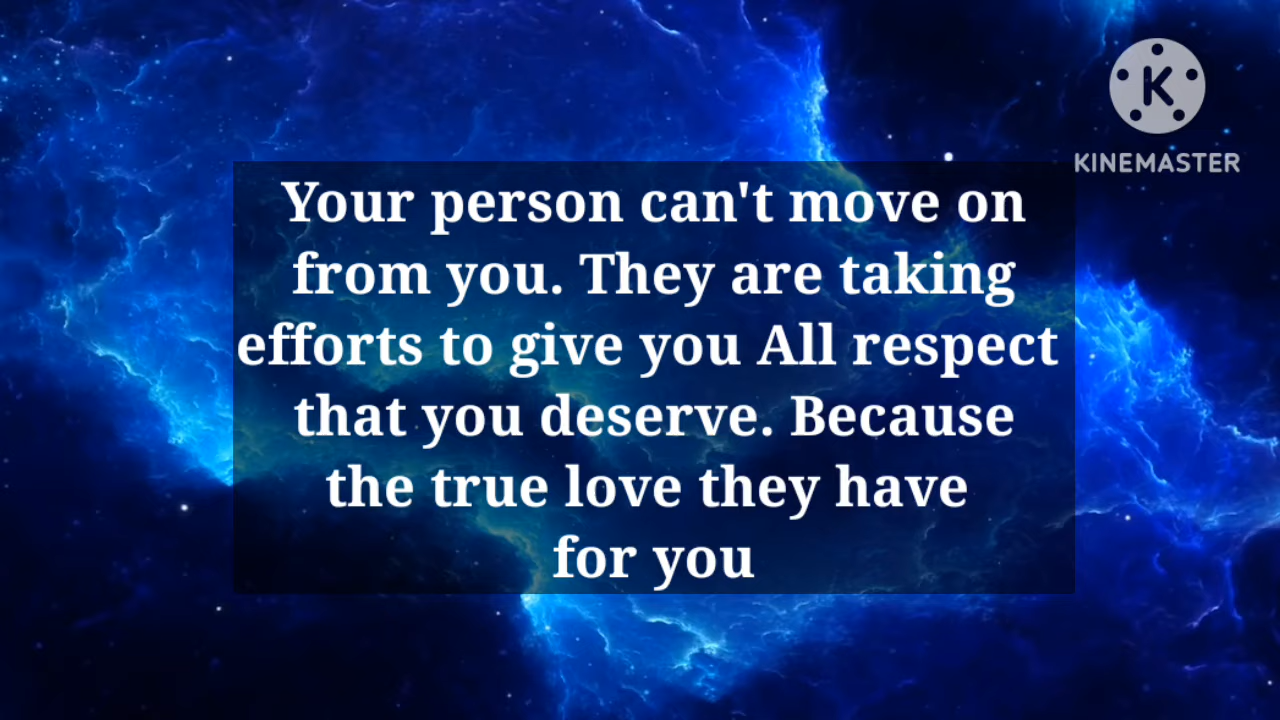 KINEMASTER
Your person can't move on
from you. They are taking
efforts to give you All respect
that you deserve. Because
the true love they have
for you